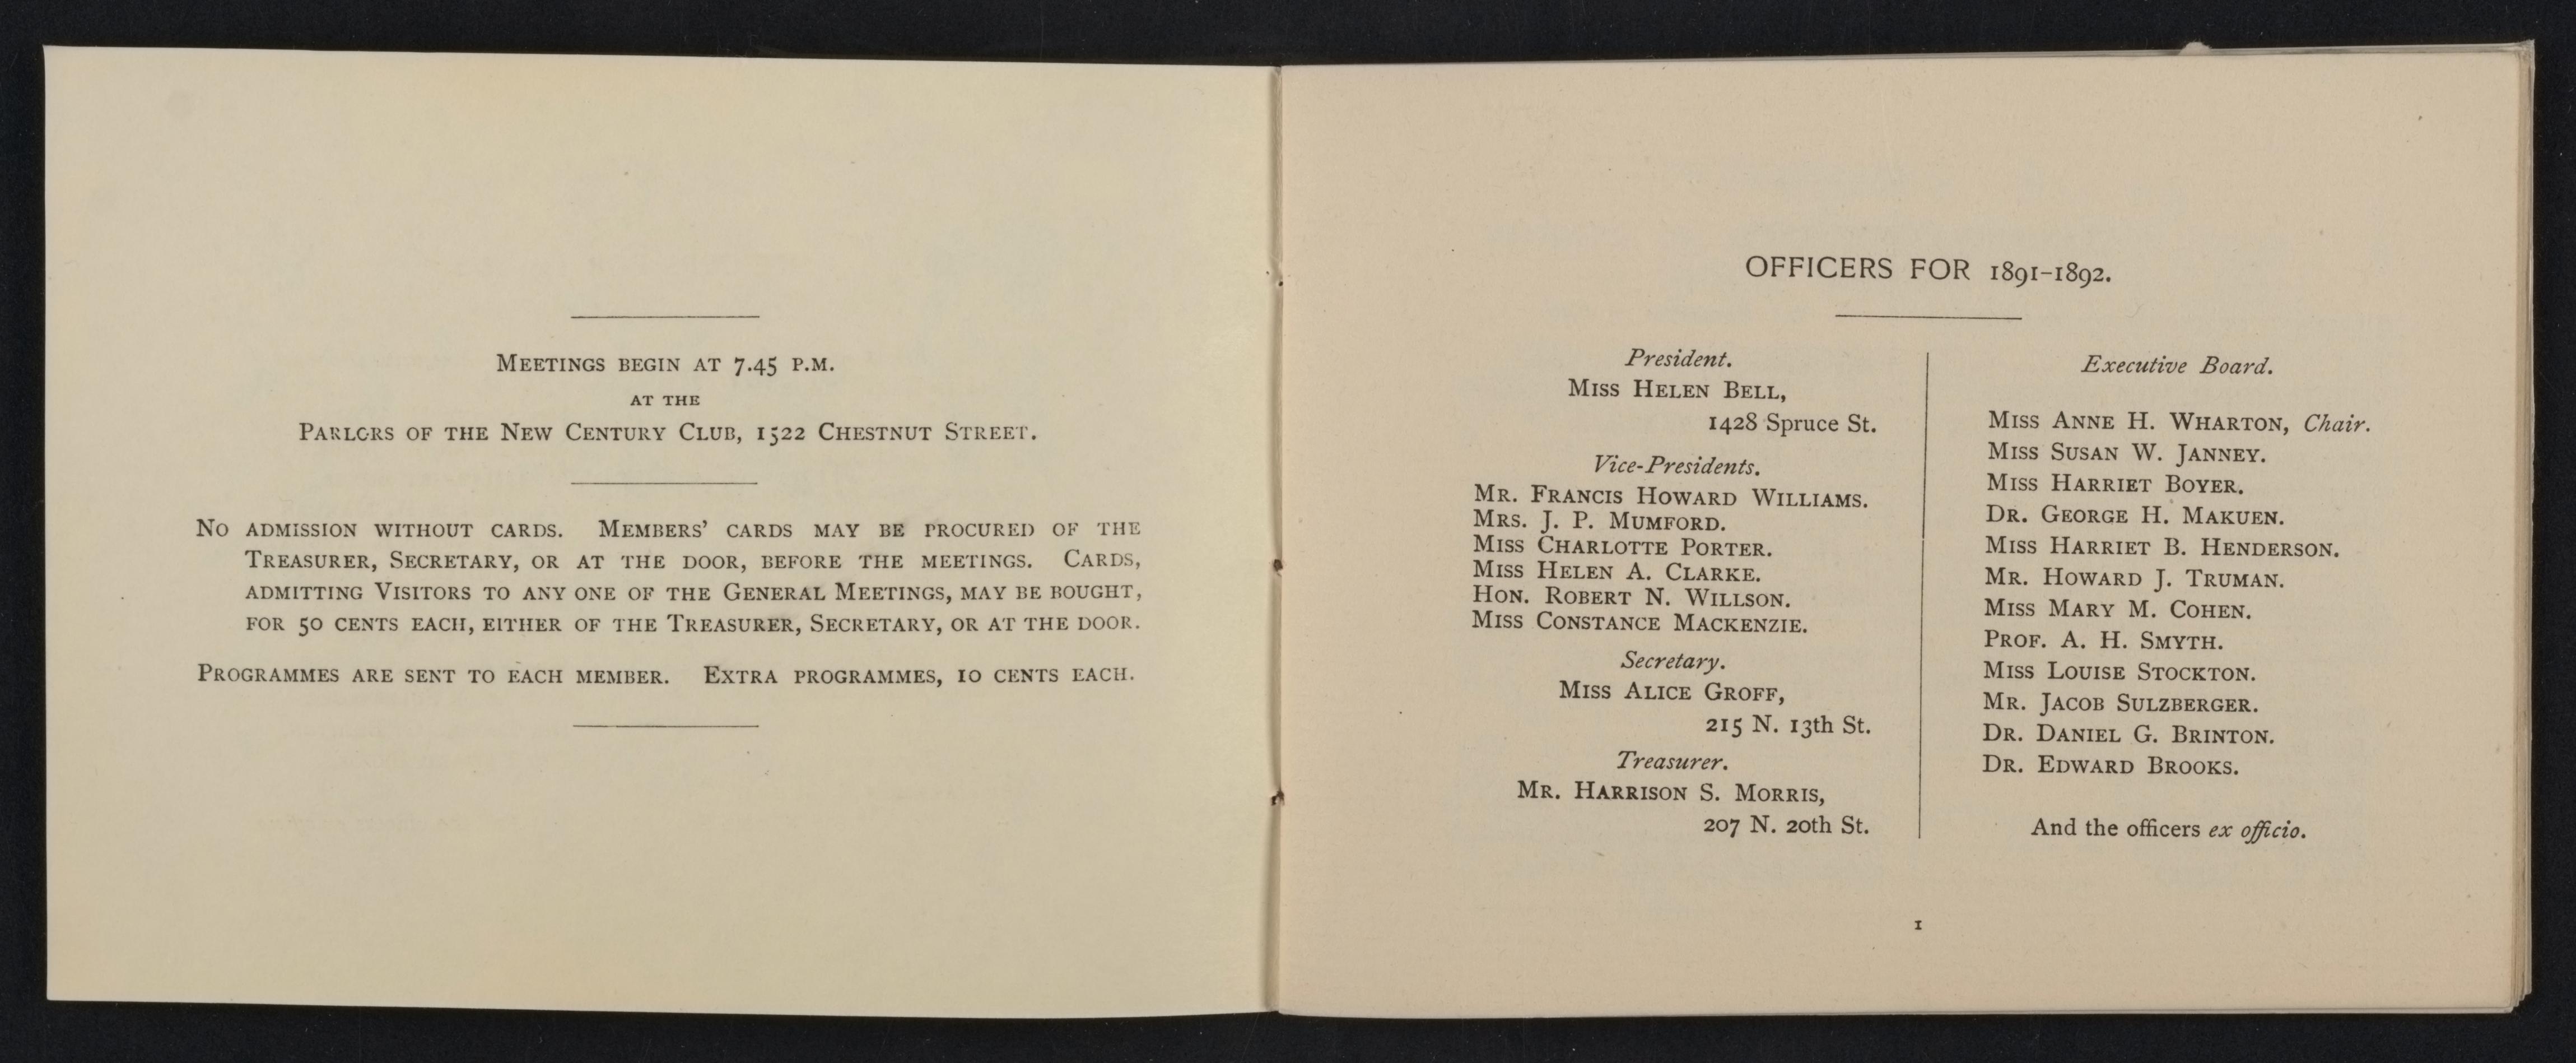 MEETINGS BEGIN AT 7.45 P.M.
AT THE
PARLORS OF THE NEW CENTURY CLUB, 1522 CHESTNUT STREET.
NO ADMISSION WITHOUT CARDS. MEMBERS' CARDS MAY BE PROCURED OF THE
TREASURER, SECRETARY, OR AT THE DOOR, BEFORE THE MEETINGS. CARDS,
ADMITTING VISITORS TO ANY ONE OF THE GENERAL MEETINGS, MAY BE BOUGHT,
FOR 50 CENTS EACH, EITHER OF THE TREASURER, SECRETARY, OR AT THE DOOR.
PROGRAMMES ARE SENT TO EACH MEMBER. EXTRA PROGRAMMES, 10 CENTS EACH.
OFFICERS FOR 1891-1892.
President.
MISS HELEN BELL,
1428 Spruce St.
Vice-Presidents.
MR. FRANCIS HOWARD WILLIAMS.
MRS. J. P. MUMFORD.
MISS CHARLOTTE PORTER.
MISS HELEN A. CLARKE.
HON. ROBERT N. WILLSON.
MISS CONSTANCE MACKENZIE.
Secretary.
MISS ALICE GROFF,
215 N. 13th St.
Treasurer.
MR. HARRISON S. MORRIS,
207 N. 20th St.
Executive Board.
MISS ANNE H. WHARTON, Chair.
MISS SUSAN W. JANNEY.
MISS HARRIET BOYER.
DR. GEORGE H. MAKUEN.
MISS HARRIET B. HENDERSON.
MR. HOWARD J. TRUMAN.
MISS MARY M. COHEN.
PROF. A. H. SMYTH.
MISS LOUISE STOCKTON.
MR. JACOB SULZBERGER.
DR. DANIEL G. BRINTON.
DR. EDWARD BROOKS.
And the officers ex officio.
1